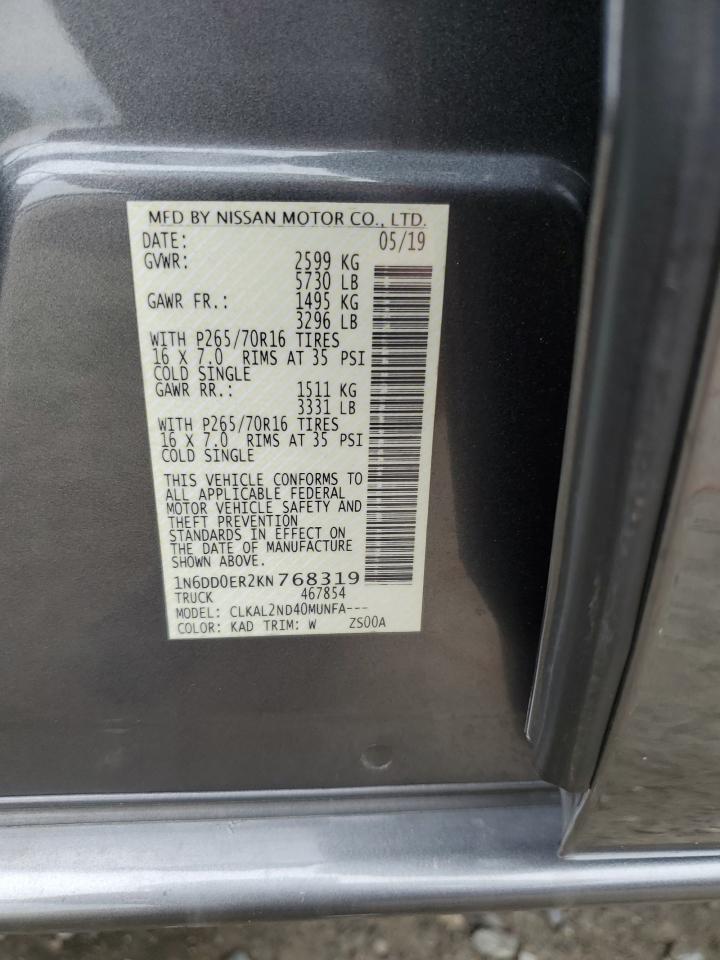 MFD BY NISSAN MOTOR CO., LTD.
DATE: 05/19
GVWR: 2599 KG
5730 LB
GAWR FR.: 1495 KG
3296 LB
WITH P265/70R16 TIRES
16 X 7.0 RIMS AT 35 PSI
COLD SINGLE
GAWR RR.: 1511 KG
3331 LB
WITH P265/70R16 TIRES
16 X 7.0 RIMS AT 35 PSI
COLD SINGLE
THIS VEHICLE CONFORMS TO
ALL APPLICABLE FEDERAL
MOTOR VEHICLE SAFETY AND
THEFT PREVENTION
STANDARDS IN EFFECT ON
THE DATE OF MANUFACTURE
SHOWN ABOVE.
1N6DD0ER2KN768319
TRUCK 467854
MODEL: CLKAL2ND40MUNFA---
COLOR: KAD TRIM: W ZS00A